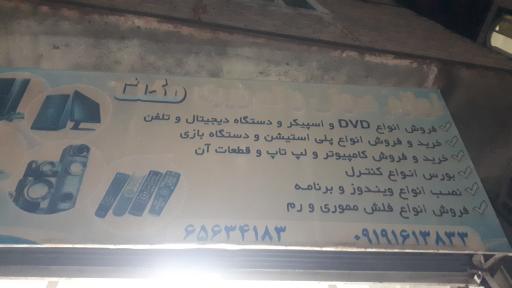 فروش انواع DVD و اسپیکر و دستگاه دیجیتال و تلفن
خرید و فروش انواع پلی استیشن و دستگاه بازی
خرید و فروش کامپیوتر و لپ تاپ و قطعات آن
بورس انواع کنترل
نصب انواع ویندوز و برنامه
فروش انواع فلش مموری و رم
۰۹۱۹۱۶۱۳۸۳۳
۶۵۶۳۴۱۸۳